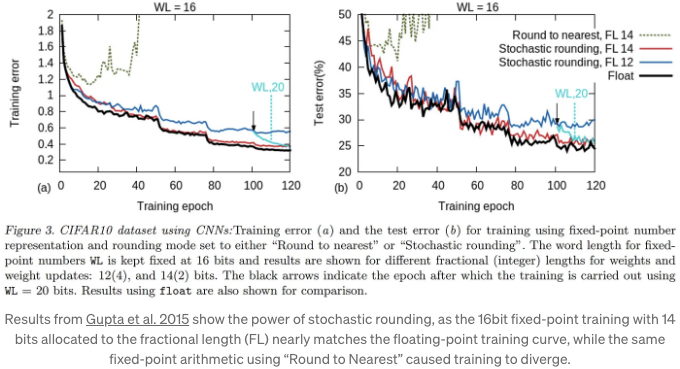 WL = 16
2
1.8
1.6
1.4
1.2
1
0.8
0.6
0.4
0.2
Training error
WL,20
(a)
0 20 40 60 80 100 120
Training epoch
WL = 16
50
45
40
35
30
25
20
Test error(%)
Round to nearest, FL 14
Stochastic rounding, FL 14
Stochastic rounding, FL 12
Float
WL,20
(b)
0 20 40 60 80 100 120
Training epoch
Figure 3. CIFAR10 dataset using CNNs:Training error (a) and the test error (b) for training using fixed-point number
representation and rounding mode set to either “Round to nearest” or “Stochastic rounding”. The word length for fixed-
point numbers WL is kept fixed at 16 bits and results are shown for different fractional (integer) lengths for weights and
weight updates: 12(4), and 14(2) bits. The black arrows indicate the epoch after which the training is carried out using
WL = 20 bits. Results using float are also shown for comparison.
Results from Gupta et al. 2015 show the power of stochastic rounding, as the 16bit fixed-point training with 14
bits allocated to the fractional length (FL) nearly matches the floating-point training curve, while the same
fixed-point arithmetic using “Round to Nearest” caused training to diverge.